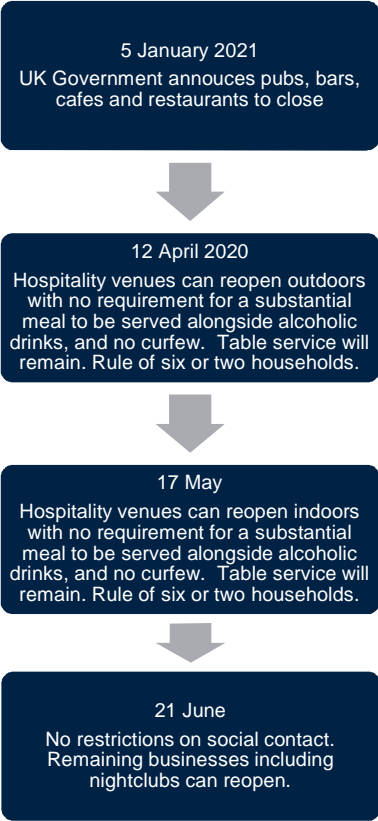 5 January 2021
UK Government annouces pubs, bars,
cafes and restaurants to close
12 April 2020
Hospitality venues can reopen outdoors
with no requirement for a substantial
meal to be served alongside alcoholic
drinks, and no curfew.  Table service will
remain. Rule of six or two households.
17 May
Hospitality venues can reopen indoors
with no requirement for a substantial
meal to be served alongside alcoholic
drinks, and no curfew.  Table service will
remain. Rule of six or two households.
21 June
No restrictions on social contact.
Remaining businesses including
nightclubs can reopen.